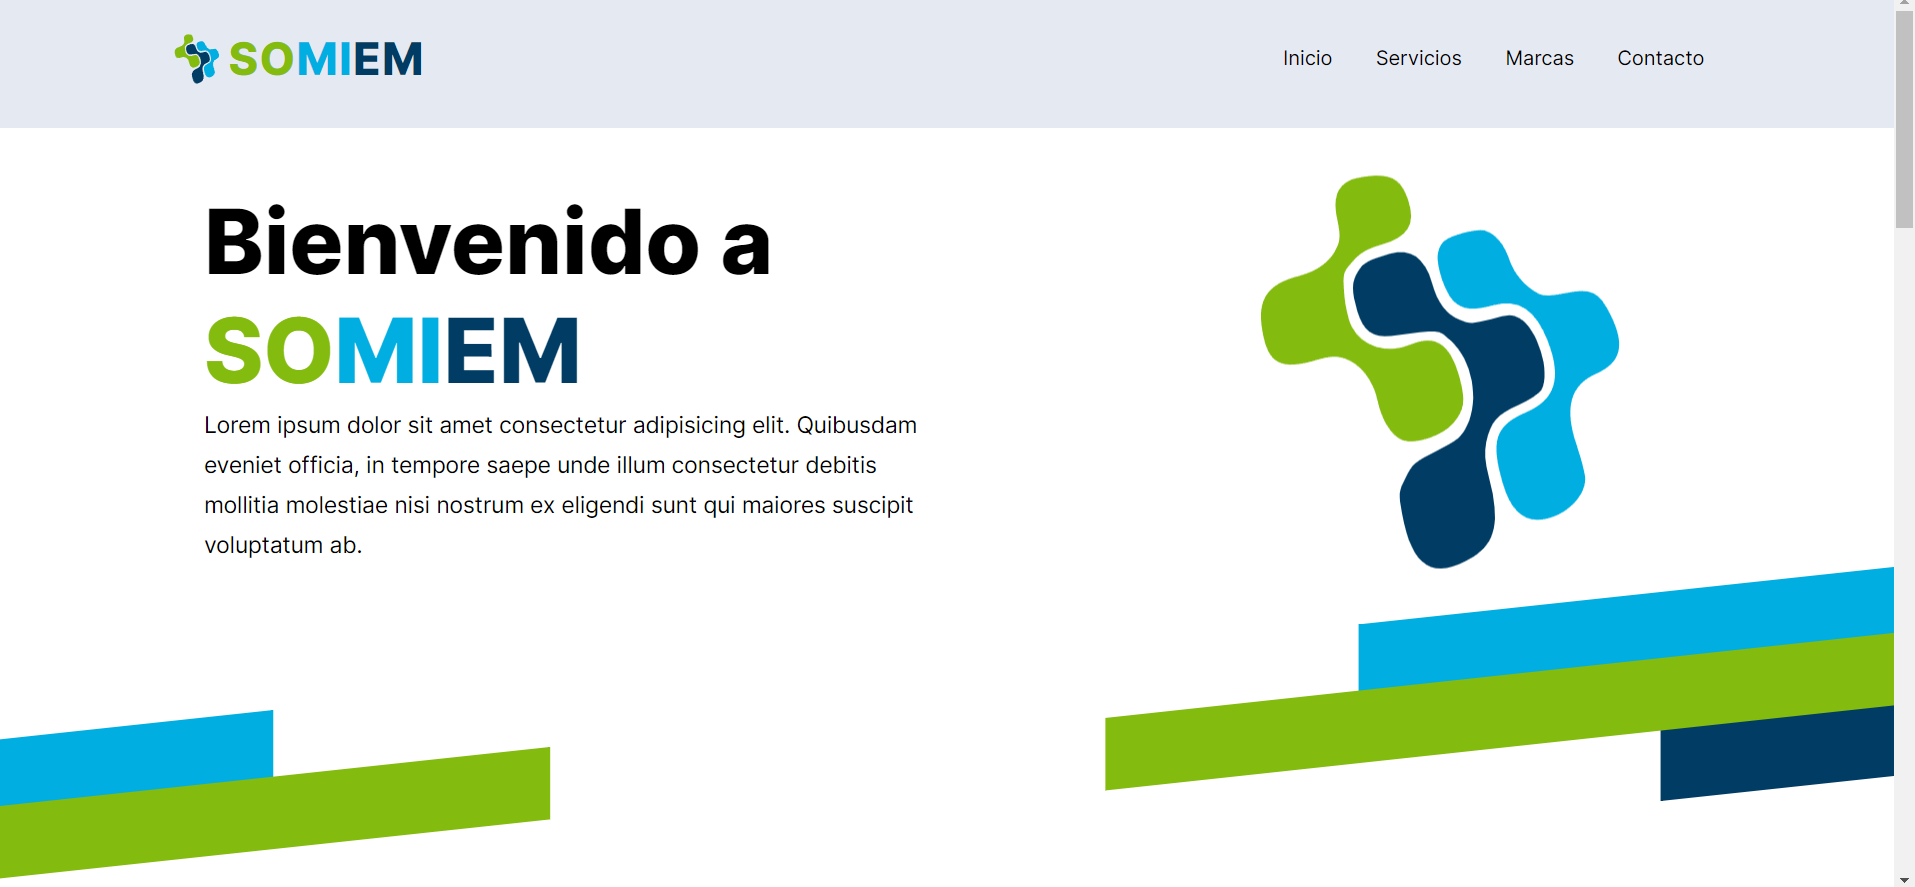 SOMIEM
Inicio Servicios Marcas Contacto
Bienvenido a
SOMIEM
Lorem ipsum dolor sit amet consectetur adipisicing elit. Quibusdam
eveniet officia, in tempore saepe unde illum consectetur debitis
mollitia molestiae nisi nostrum ex eligendi sunt qui maiores suscipit
voluptatum ab.